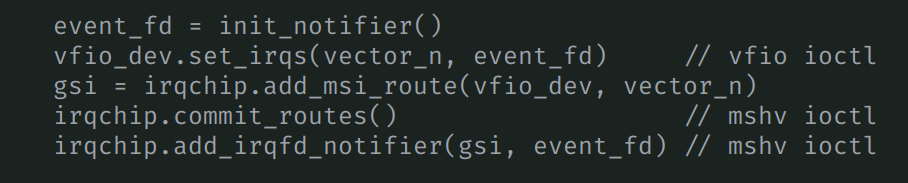 event_fd = init_notifier()
vfio_dev.set_irqs(vector_n, event_fd) // vfio ioctl
gsi = irqchip.add_msi_route(vfio_dev, vector_n)
irqchip.commit_routes() // mshv ioctl
irqchip.add_irqfd_notifier(gsi, event_fd) // mshv ioctl